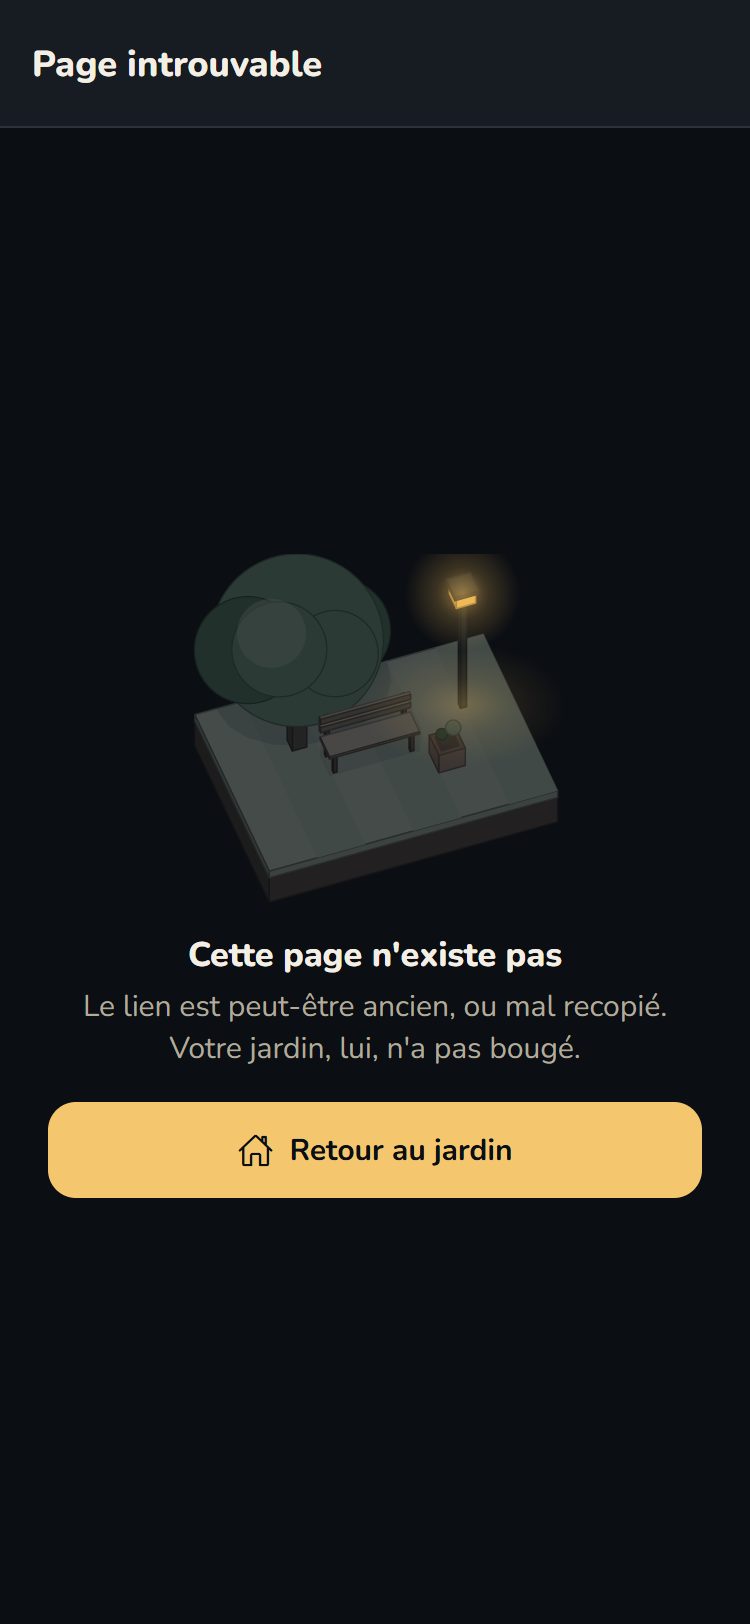 Page introuvable
Cette page n'existe pas
Le lien est peut-être ancien, ou mal recopié.
Votre jardin, lui, n'a pas bougé.
Retour au jardin